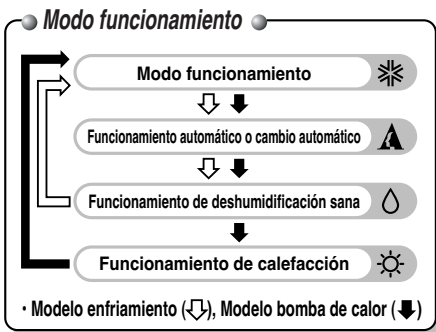 Modo funcionamiento
Modo funcionamiento
Funcionamiento automático o cambio automático
Funcionamiento de deshumidificación sana
Funcionamiento de calefacción
· Modelo enfriamiento (⇩), Modelo bomba de calor (⬇)